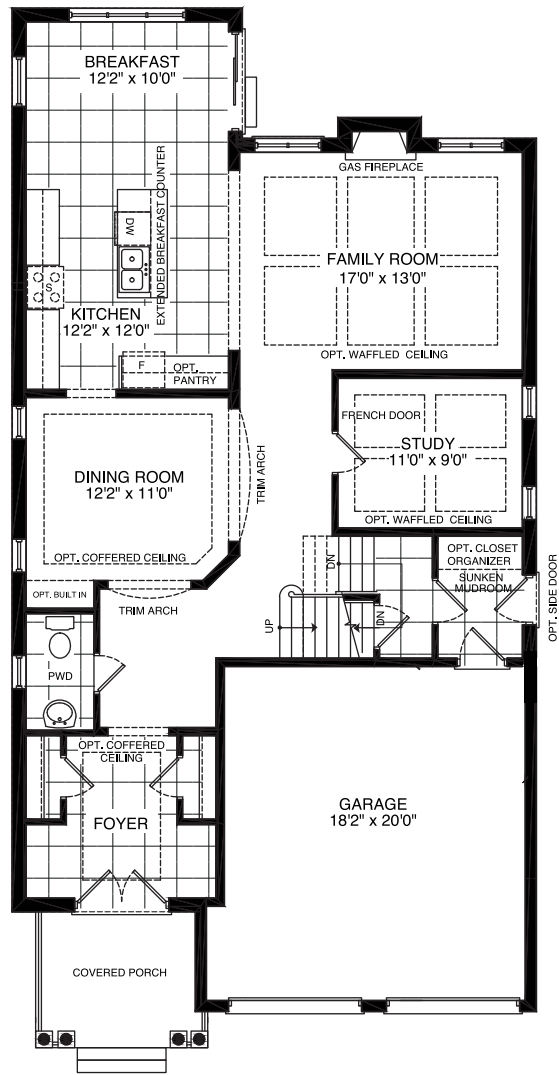 BREAKFAST
12'2" x 10'0"
GAS FIREPLACE
EXTENDED BREAKFAST COUNTER
DW
FAMILY ROOM
17'0" x 13'0"
S
KITCHEN
12'2" x 12'0"
OPT. WAFFLED CEILING
F
OPT.
PANTRY
FRENCH DOOR
STUDY
11'0" x 9'0"
OPT. WAFFLED CEILING
DINING ROOM
12'2" x 11'0"
TRIM ARCH
OPT. COFFERED CEILING
OPT. BUILT IN
TRIM ARCH
DN
OPT. CLOSET
ORGANIZER
SUNKEN
MUDROOM
OPT. SIDE DOOR
UP
DN
PWD
OPT. COFFERED
CEILING
FOYER
GARAGE
18'2" x 20'0"
COVERED PORCH